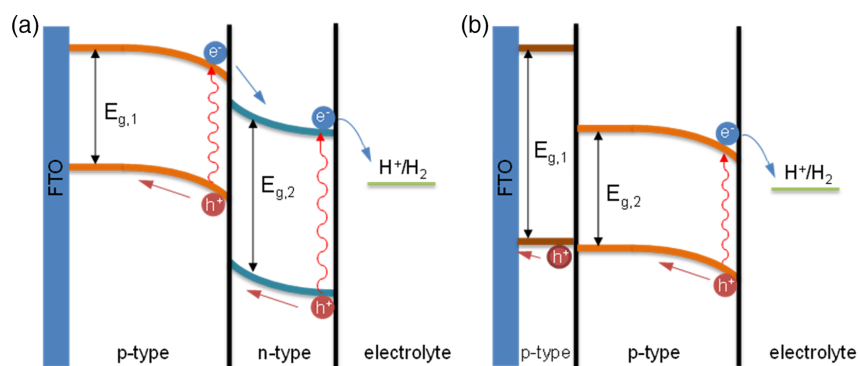 (a)
FTO
E_g,1
e⁻
h⁺
E_g,2
e⁻
h⁺
H⁺/H₂
p-type
n-type
electrolyte
(b)
FTO
E_g,1
h⁺
E_g,2
e⁻
h⁺
H⁺/H₂
p-type
p-type
electrolyte